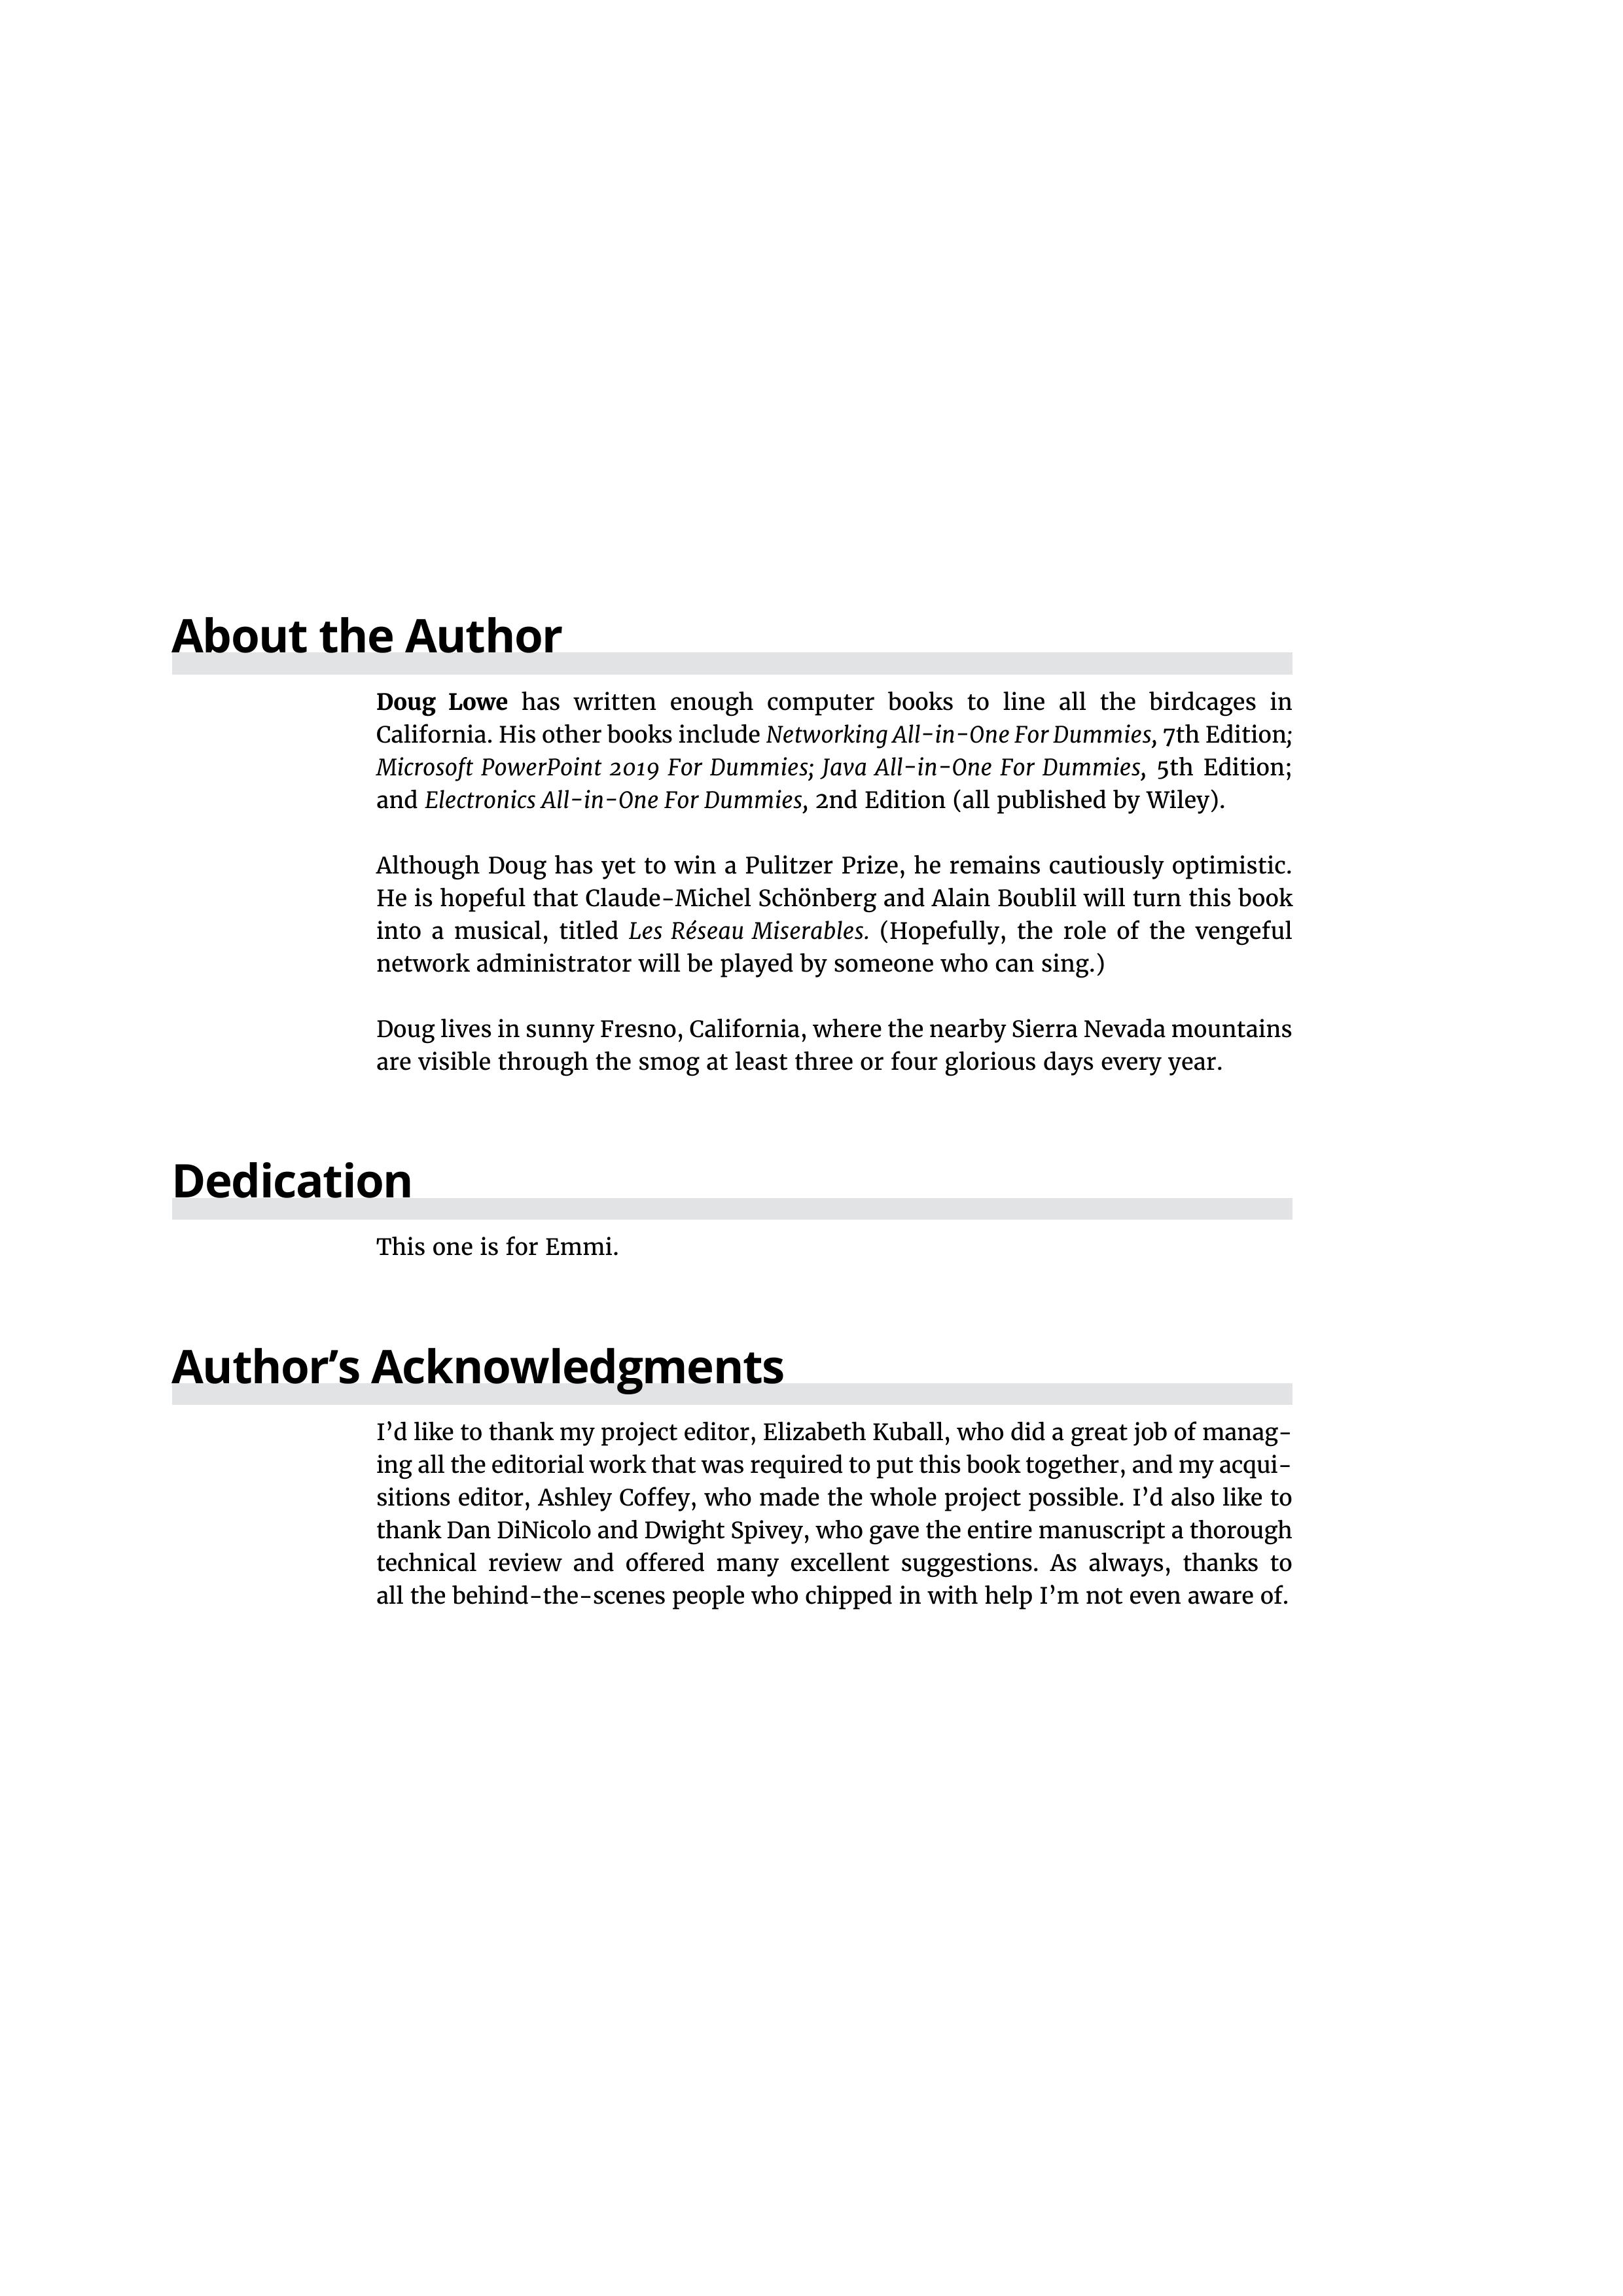 About the Author
Doug Lowe has written enough computer books to line all the birdcages in
California. His other books include Networking All-in-One For Dummies, 7th Edition;
Microsoft PowerPoint 2019 For Dummies; Java All-in-One For Dummies, 5th Edition;
and Electronics All-in-One For Dummies, 2nd Edition (all published by Wiley).
Although Doug has yet to win a Pulitzer Prize, he remains cautiously optimistic.
He is hopeful that Claude-Michel Schönberg and Alain Boublil will turn this book
into a musical, titled Les Réseau Miserables. (Hopefully, the role of the vengeful
network administrator will be played by someone who can sing.)
Doug lives in sunny Fresno, California, where the nearby Sierra Nevada mountains
are visible through the smog at least three or four glorious days every year.
Dedication
This one is for Emmi.
Author’s Acknowledgments
I’d like to thank my project editor, Elizabeth Kuball, who did a great job of manag-
ing all the editorial work that was required to put this book together, and my acqui-
sitions editor, Ashley Coffey, who made the whole project possible. I’d also like to
thank Dan DiNicolo and Dwight Spivey, who gave the entire manuscript a thorough
technical review and offered many excellent suggestions. As always, thanks to
all the behind-the-scenes people who chipped in with help I’m not even aware of.